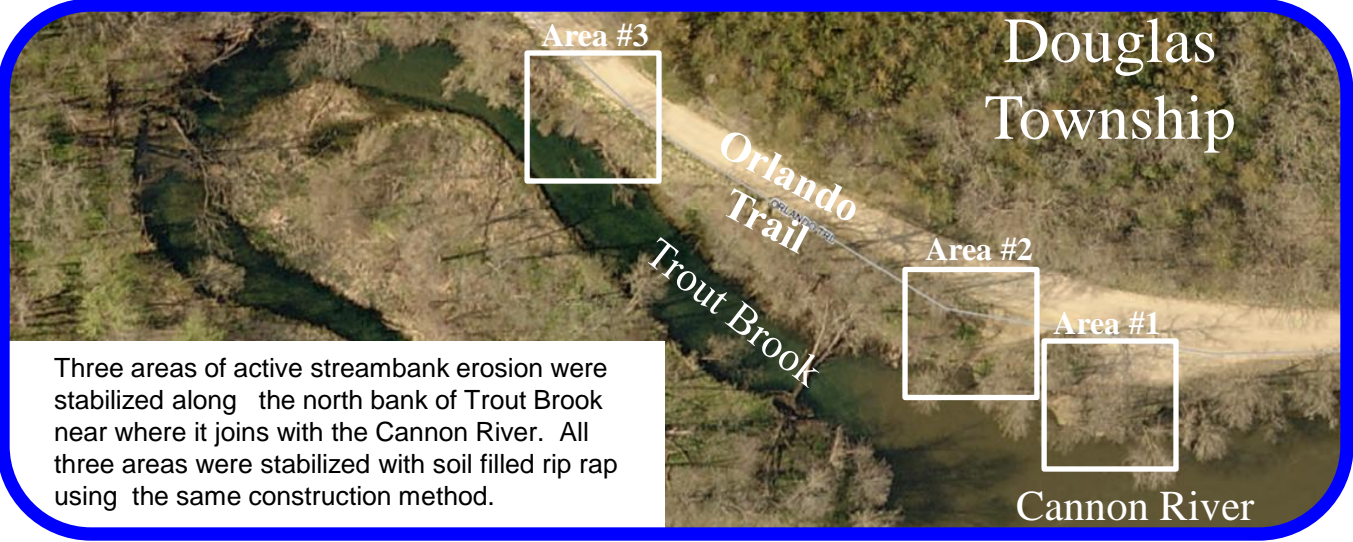 Area #3
Douglas
Township
Orlando
Trail
ORLANDO TRL
Trout Brook
Area #2
Area #1
Three areas of active streambank erosion were
stabilized along   the north bank of Trout Brook
near where it joins with the Cannon River.  All
three areas were stabilized with soil filled rip rap
using  the same construction method.
Cannon River